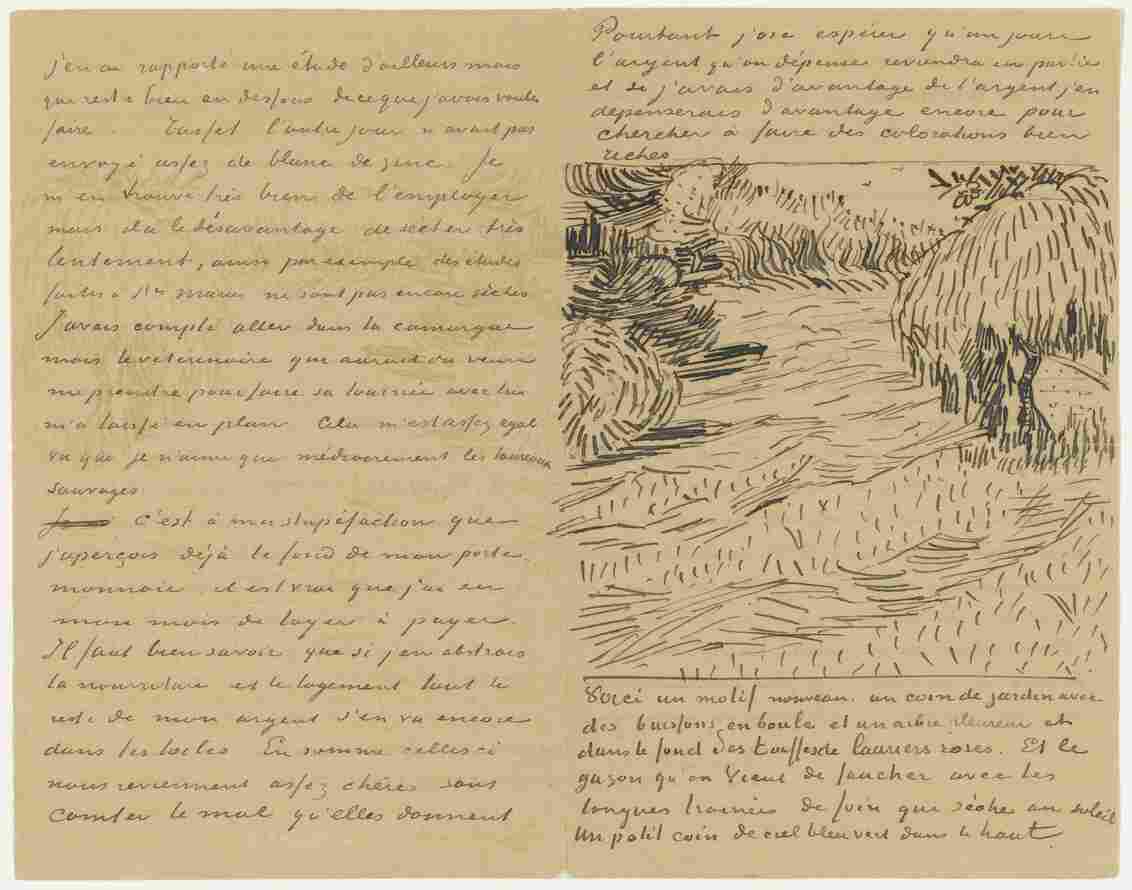 j'en ai rapporté une étude d'ailleurs mais
qui reste bien en dessous de ce que j'avais voulu
faire. Tasset l'autre jour n'avait pas
envoyé assez de blanc de zinc. Je
m'en trouve très bien de l'employer
mais il a le désavantage de sécher très
lentement, ainsi par exemple des études
faites à Stes maries ne sont pas encore sèches
J'avais compté aller dans la camargue
mais le vétérinaire qui aurait du venir
me prendre pour faire sa tournée avec lui
m'a laissé en plan. Cela m'est assez égal
vu que je n'aime que médiocrement les taureaux
sauvages.
c'est à ma stupéfaction que
j'aperçois déjà le fond de mon porte
monnaie, il est vrai que j'ai eu
mon mois de loyer à payer.
Il faut bien savoir que si j'en abstrais
la nourriture et le logement tout le
reste de mon argent s'en va encore
dans les toiles. En somme celles ci
nous reviennent assez chères sans
compter le mal qu'elles donnent
Pourtant j'ose espérer qu'un jour
l'argent qu'on dépense reviendra en partie
et si j'avais d'avantage de l'argent j'en
depenserais d'avantage encore pour
chercher à faire des colorations bien
riches
Voici un motif nouveau. un coin de jardin avec
des buissons en boule et un arbre pleureur et
dans le fond des touffes de lauriers roses. Et le
gazon qu'on vient de faucher avec les
longues trainées de foin qui sèche au soleil
un petit coin de ciel bleu vert dans le haut.